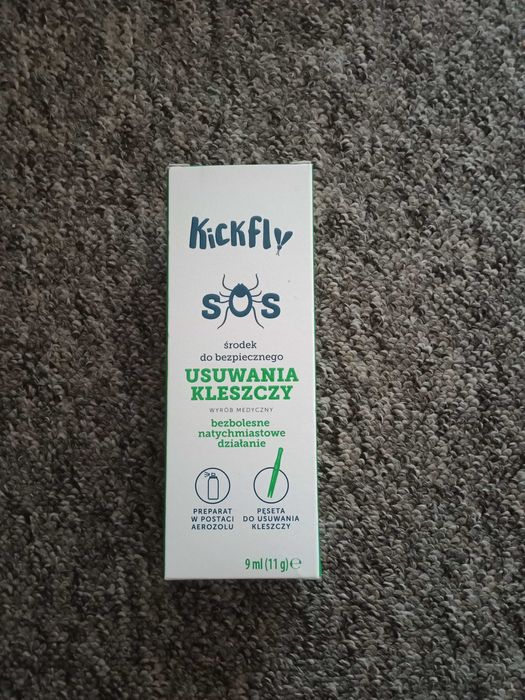 Kickfly
SOS
środek
do bezpiecznego
USUWANIA
KLESZCZY
WYRÓB MEDYCZNY
bezbolesne
natychmiastowe
działanie
PREPARAT
W POSTACI
AEROZOLU
PĘSETA
DO USUWANIA
KLESZCZY
9 ml (11 g) ℮